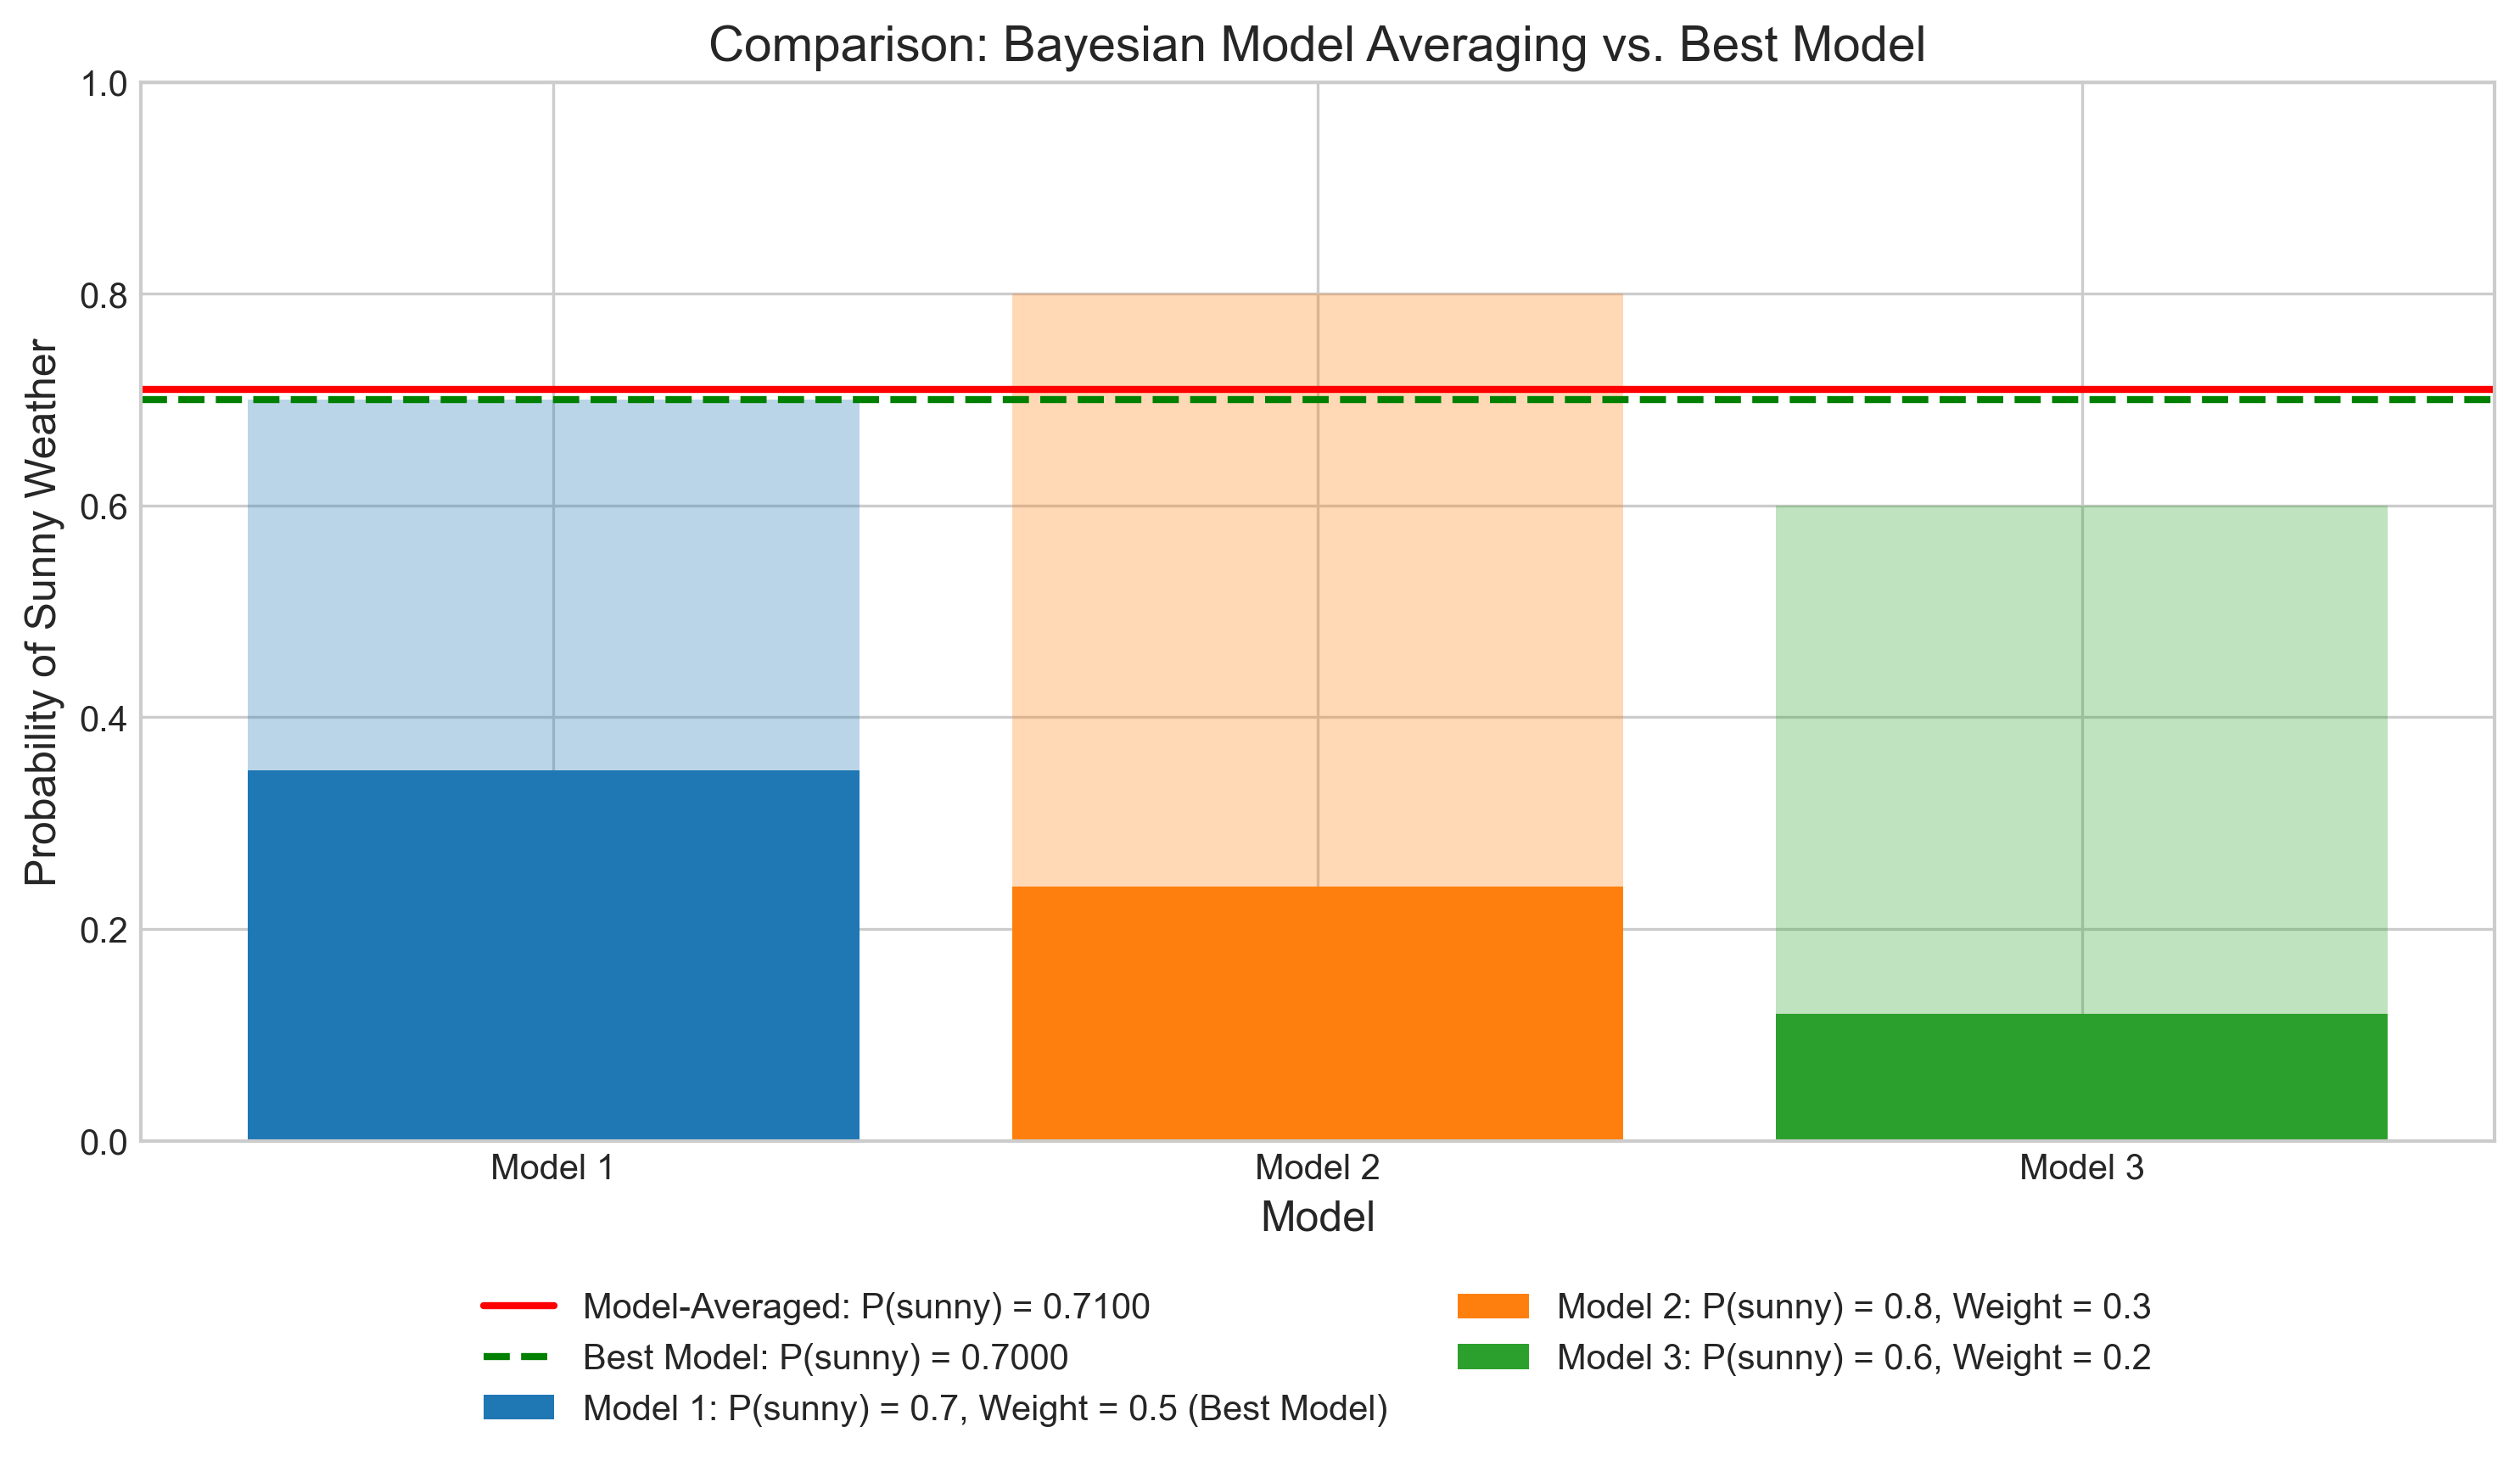 Comparison: Bayesian Model Averaging vs. Best Model
Probability of Sunny Weather
1.0
0.8
0.6
0.4
0.2
0.0
Model 1
Model 2
Model 3
Model
Model-Averaged: P(sunny) = 0.7100
Best Model: P(sunny) = 0.7000
Model 1: P(sunny) = 0.7, Weight = 0.5 (Best Model)
Model 2: P(sunny) = 0.8, Weight = 0.3
Model 3: P(sunny) = 0.6, Weight = 0.2